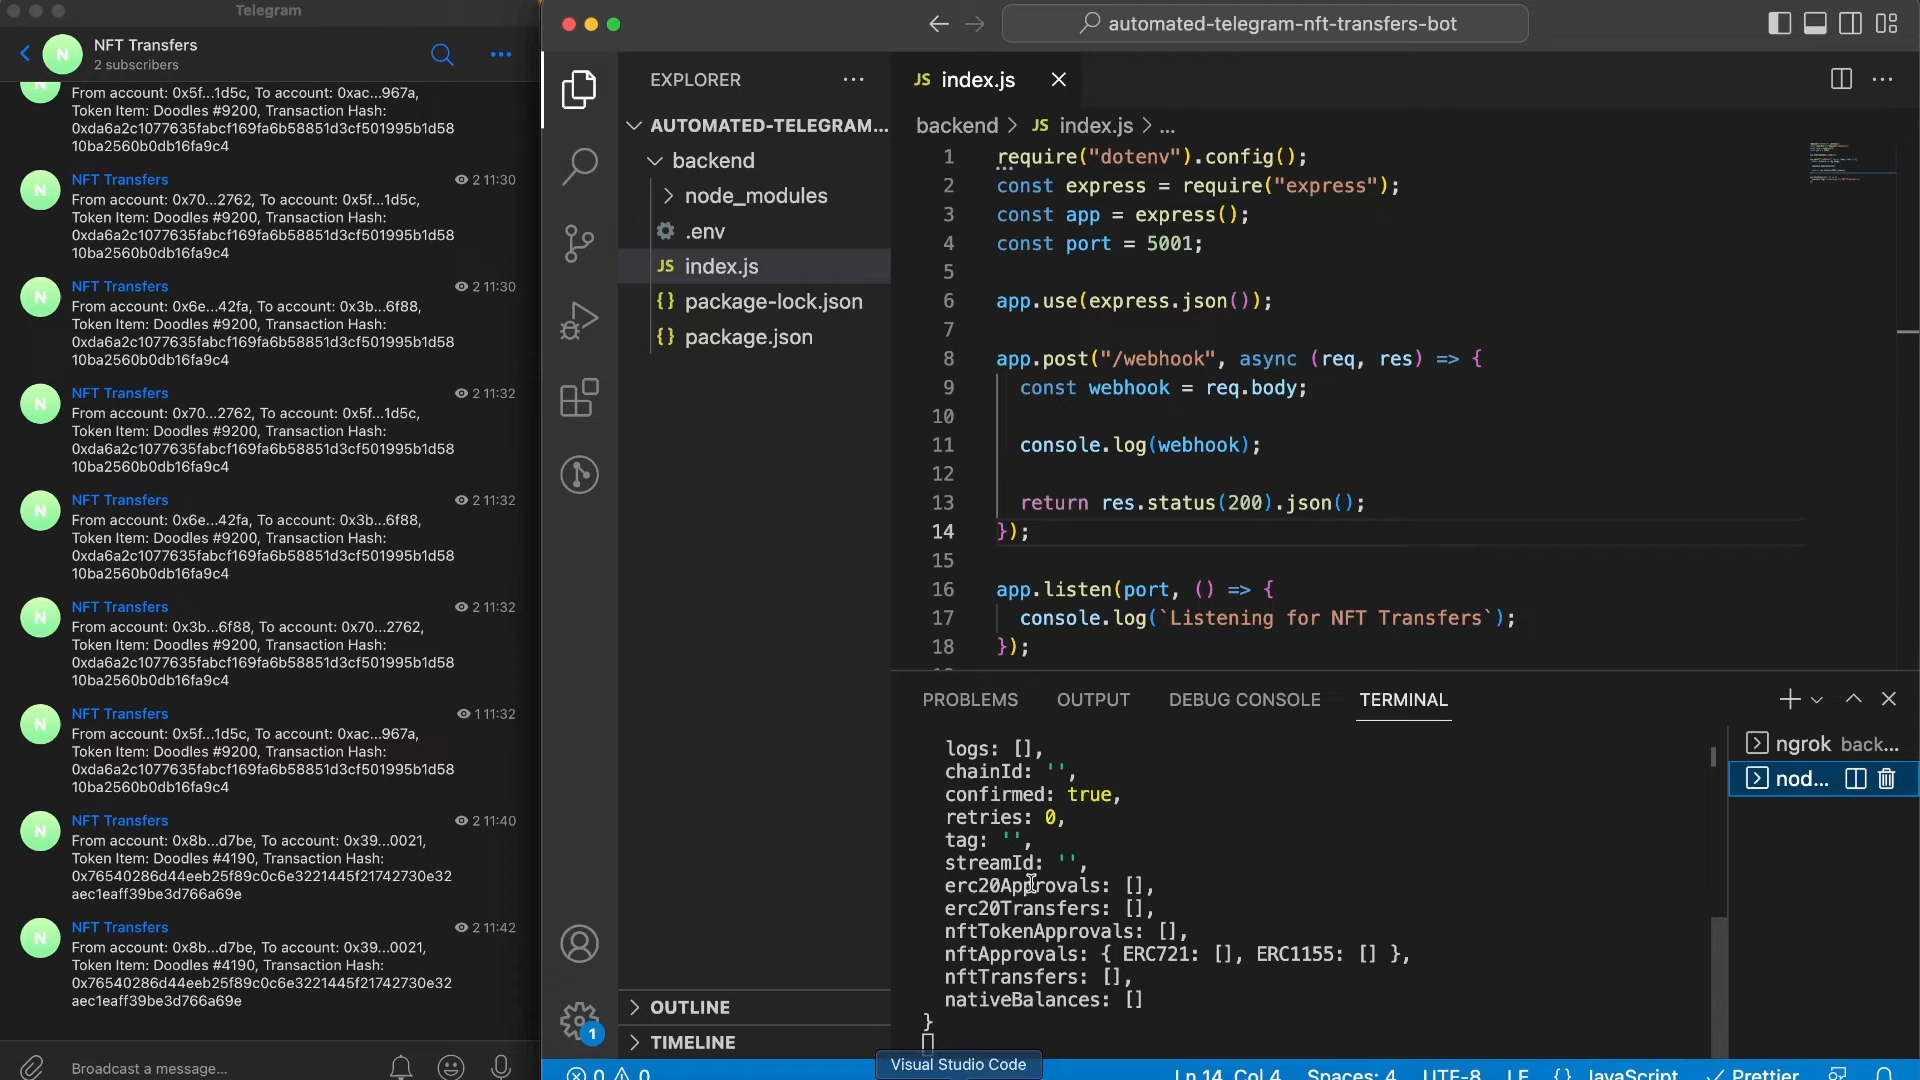 Telegram
N
NFT Transfers
2 subscribers
N
From account: 0x5f...1d5c, To account: 0xac...967a,
Token Item: Doodles #9200, Transaction Hash:
0xda6a2c1077635fabcf169fa6b58851d3cf501995b1d58
10ba2560b0db16fa9c4
N
NFT Transfers
2 11:30
From account: 0x70...2762, To account: 0x5f...1d5c,
Token Item: Doodles #9200, Transaction Hash:
0xda6a2c1077635fabcf169fa6b58851d3cf501995b1d58
10ba2560b0db16fa9c4
N
NFT Transfers
2 11:30
From account: 0x6e...42fa, To account: 0x3b...6f88,
Token Item: Doodles #9200, Transaction Hash:
0xda6a2c1077635fabcf169fa6b58851d3cf501995b1d58
10ba2560b0db16fa9c4
N
NFT Transfers
2 11:32
From account: 0x70...2762, To account: 0x5f...1d5c,
Token Item: Doodles #9200, Transaction Hash:
0xda6a2c1077635fabcf169fa6b58851d3cf501995b1d58
10ba2560b0db16fa9c4
N
NFT Transfers
2 11:32
From account: 0x6e...42fa, To account: 0x3b...6f88,
Token Item: Doodles #9200, Transaction Hash:
0xda6a2c1077635fabcf169fa6b58851d3cf501995b1d58
10ba2560b0db16fa9c4
N
NFT Transfers
2 11:32
From account: 0x3b...6f88, To account: 0x70...2762,
Token Item: Doodles #9200, Transaction Hash:
0xda6a2c1077635fabcf169fa6b58851d3cf501995b1d58
10ba2560b0db16fa9c4
N
NFT Transfers
1 11:32
From account: 0x5f...1d5c, To account: 0xac...967a,
Token Item: Doodles #9200, Transaction Hash:
0xda6a2c1077635fabcf169fa6b58851d3cf501995b1d58
10ba2560b0db16fa9c4
N
NFT Transfers
2 11:40
From account: 0x8b...d7be, To account: 0x39...0021,
Token Item: Doodles #4190, Transaction Hash:
0x76540286d44eeb25f89c0c6e3221445f21742730e32
aec1eaff39be3d766a69e
N
NFT Transfers
2 11:42
From account: 0x8b...d7be, To account: 0x39...0021,
Token Item: Doodles #4190, Transaction Hash:
0x76540286d44eeb25f89c0c6e3221445f21742730e32
aec1eaff39be3d766a69e
Broadcast a message...
automated-telegram-nft-transfers-bot
EXPLORER
AUTOMATED-TELEGRAM...
backend
node_modules
.env
JS index.js
{} package-lock.json
{} package.json
OUTLINE
TIMELINE
1
JS index.js
backend > JS index.js > ...
1 require("dotenv").config();
2 const express = require("express");
3 const app = express();
4 const port = 5001;
5
6 app.use(express.json());
7
8 app.post("/webhook", async (req, res) => {
9 const webhook = req.body;
10
11 console.log(webhook);
12
13 return res.status(200).json();
14 });
15
16 app.listen(port, () => {
17 console.log(`Listening for NFT Transfers`);
18 });
PROBLEMS OUTPUT DEBUG CONSOLE TERMINAL
logs: [],
chainId: '',
confirmed: true,
retries: 0,
tag: '',
streamId: '',
erc20Approvals: [],
erc20Transfers: [],
nftTokenApprovals: [],
nftApprovals: { ERC721: [], ERC1155: [] },
nftTransfers: [],
nativeBalances: []
}
ngrok back...
nod...
Visual Studio Code
0 0
Ln 14, Col 4 Spaces: 4 UTF-8 LF {} JavaScript Prettier